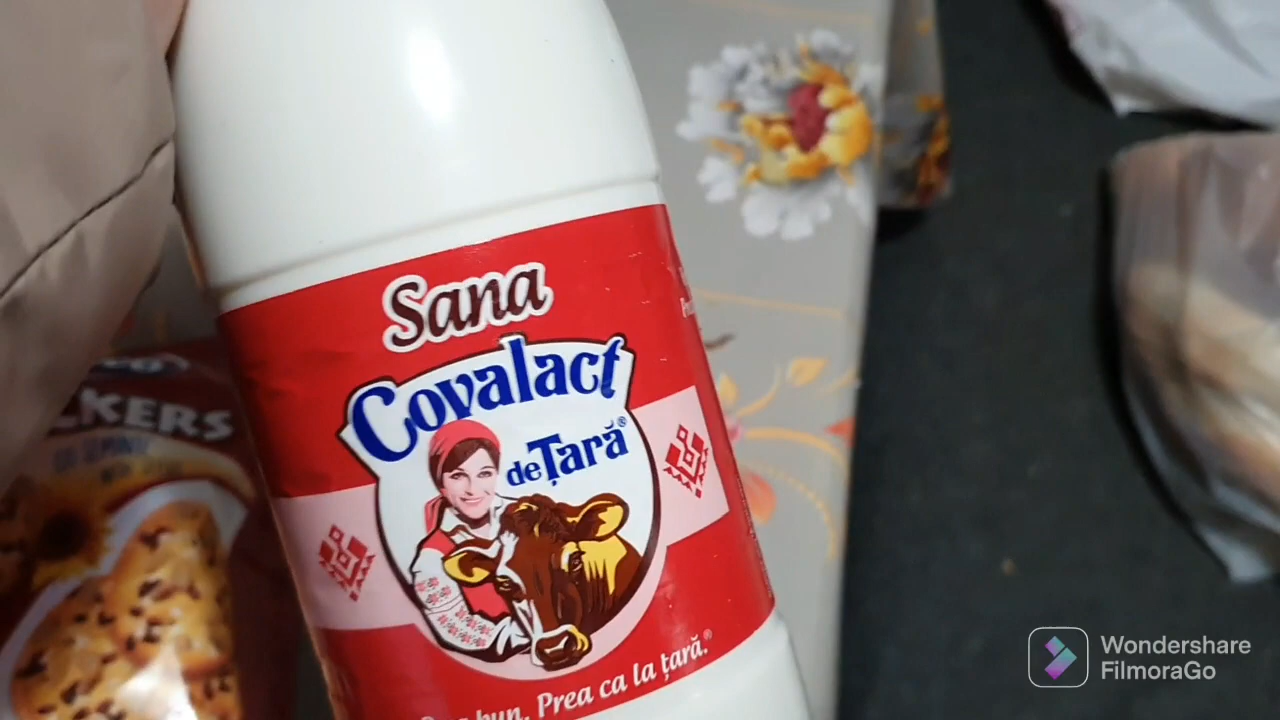 Sana
Covalact
de Țară®
bun. Prea ca la țară.®
CKERS
Wondershare
FilmoraGo